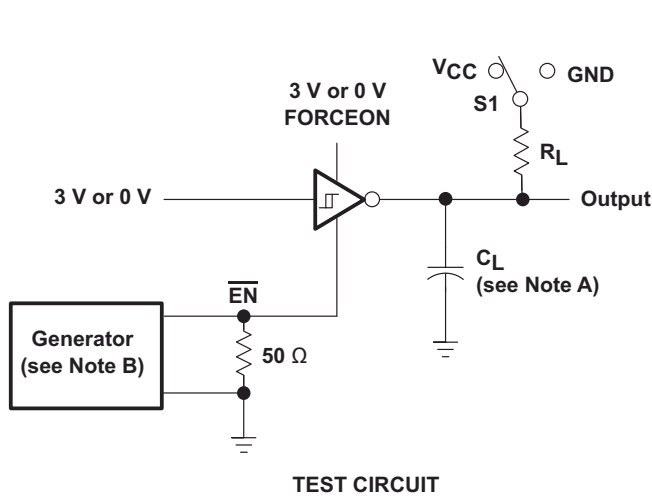 VCC
GND
S1
3 V or 0 V
FORCEON
RL
3 V or 0 V
Output
CL
(see Note A)
EN
Generator
(see Note B)
50 Ω
TEST CIRCUIT